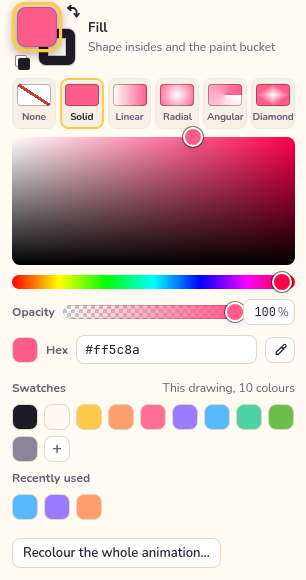 Fill
Shape insides and the paint bucket
None Solid Linear Radial Angular Diamond
Opacity 100 %
Hex #ff5c8a
Swatches This drawing, 10 colours
+
Recently used
Recolour the whole animation...